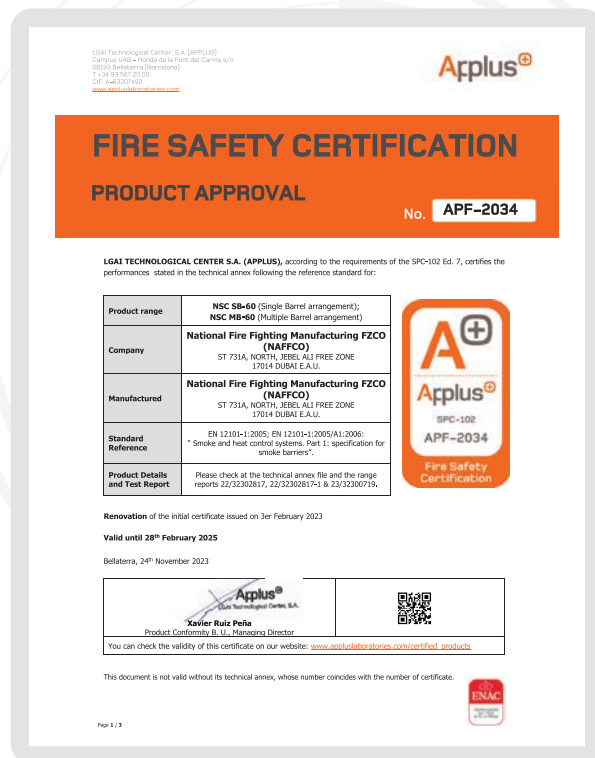 LGAI Technological Center, S.A. (APPLUS)
Campus UAB – Ronda de la Font del Carme s/n
08193 Bellaterra (Barcelona)
T +34 93 567 20 00
CIF: A-63207492
www.appluslaboratories.com
Applus+
FIRE SAFETY CERTIFICATION
PRODUCT APPROVAL
No. APF-2034
LGAI TECHNOLOGICAL CENTER S.A. (APPLUS), according to the requirements of the SPC-102 Ed. 7, certifies the
performances stated in the technical annex following the reference standard for:
Product range
NSC SB-60 (Single Barrel arrangement);
NSC MB-60 (Multiple Barrel arrangement)
Company
National Fire Fighting Manufacturing FZCO
(NAFFCO)
ST 731A, NORTH, JEBEL ALI FREE ZONE
17014 DUBAI E.A.U.
Manufactured
National Fire Fighting Manufacturing FZCO
(NAFFCO)
ST 731A, NORTH, JEBEL ALI FREE ZONE
17014 DUBAI E.A.U.
Standard
Reference
EN 12101-1:2005; EN 12101-1:2005/A1:2006:
“ Smoke and heat control systems. Part 1: specification for
smoke barriers”.
Product Details
and Test Report
Please check at the technical annex file and the range
reports 22/32302817, 22/32302817-1 & 23/32300719.
A+
Applus+
SPC-102
APF-2034
Fire Safety
Certification
Renovation of the initial certificate issued on 3er February 2023
Valid until 28th February 2025
Bellaterra, 24th November 2023
Applus+
LGAI Technological Center, S.A.
Xavier Ruiz Peña
Product Conformity B. U., Managing Director
You can check the validity of this certificate on our website: www.appluslaboratories.com/certified_products
This document is not valid without its technical annex, whose number coincides with the number of certificate.
ENAC
Page 1 / 3